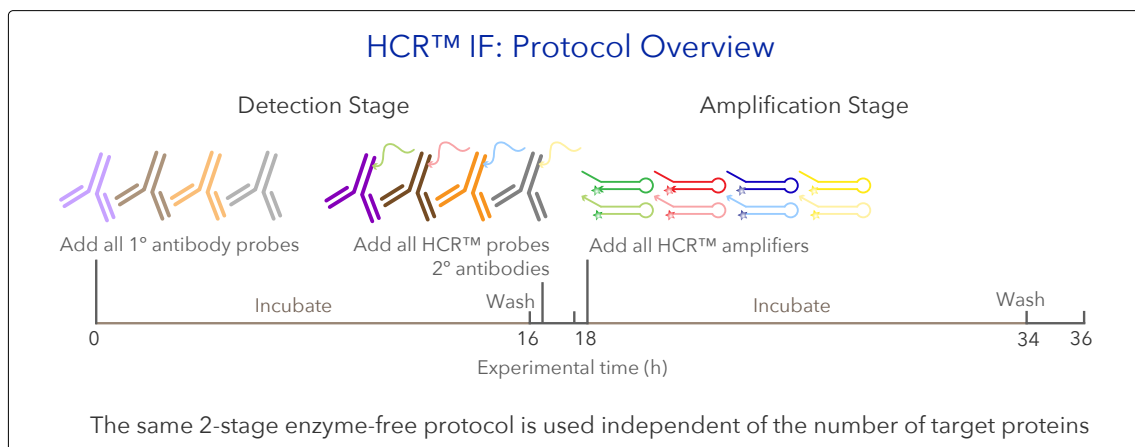 HCR™ IF: Protocol Overview
Detection Stage
Amplification Stage
Add all 1º antibody probes
Add all HCR™ probes
2º antibodies
Add all HCR™ amplifiers
Incubate
Wash
Incubate
Wash
0
16
18
34
36
Experimental time (h)
The same 2-stage enzyme-free protocol is used independent of the number of target proteins